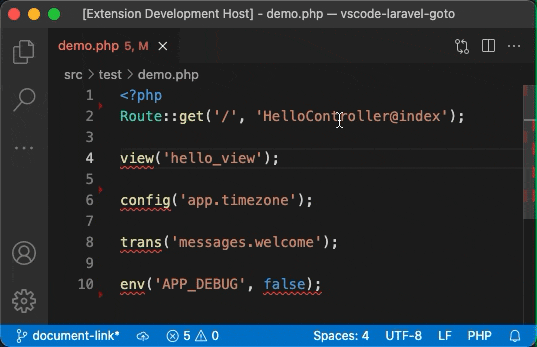 [Extension Development Host] - demo.php — vscode-laravel-goto
demo.php 5, M
src > test > demo.php
1 <?php
2 Route::get('/', 'HelloController@index');
3
4 view('hello_view');
5
6 config('app.timezone');
7
8 trans('messages.welcome');
9
10 env('APP_DEBUG', false);
document-link* 5 0 Spaces: 4 UTF-8 LF PHP